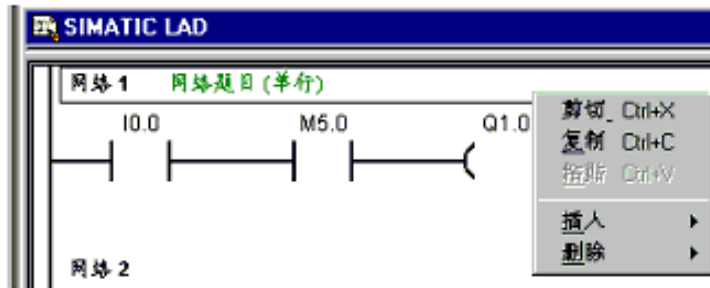 SIMATIC LAD
网络 1 网络题目 (单行)
I0.0 M5.0 Q1.0
剪切 Ctrl+X
复制 Ctrl+C
粘贴 Ctrl+V
插入
删除
网络 2